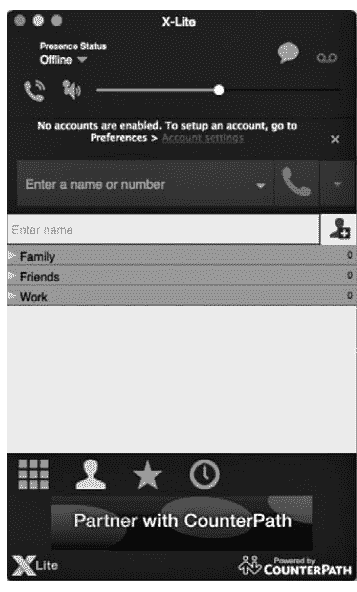 X-Lite
Presence Status
Offline
No accounts are enabled. To setup an account, go to
Preferences > Account settings
Enter a name or number
Enter name
Family 0
Friends 0
Work 0
Partner with CounterPath
X Lite
Powered by
COUNTERPATH